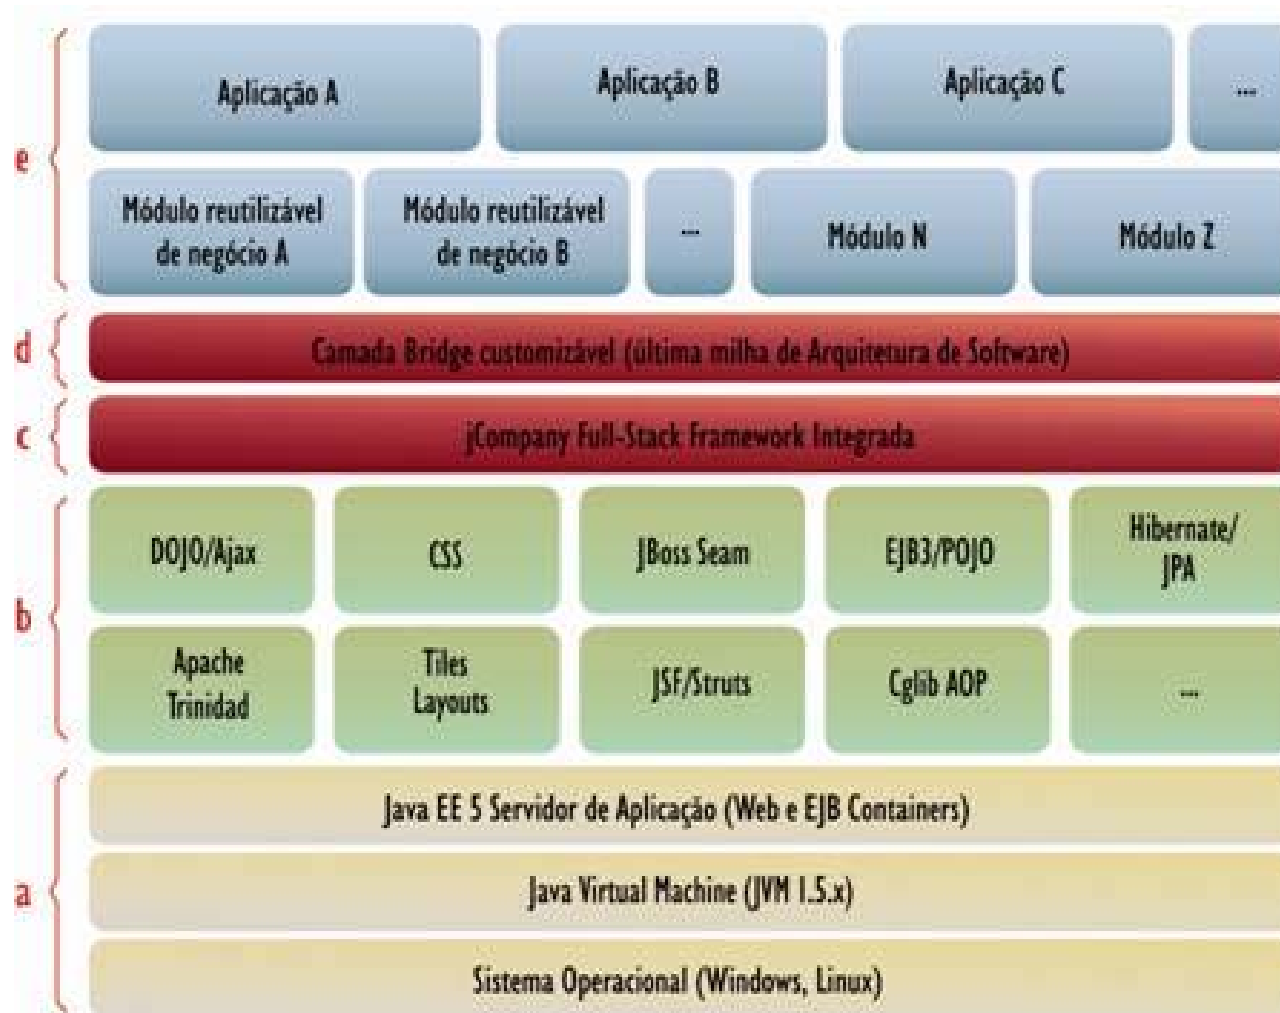 e
Aplicação A
Aplicação B
Aplicação C
...
Módulo reutilizável
de negócio A
Módulo reutilizável
de negócio B
...
Módulo N
Módulo Z
d
Camada Bridge customizável (última milha de Arquitetura de Software)
c
jCompany Full-Stack Framework Integrada
b
DOJO/Ajax
CSS
JBoss Seam
EJB3/POJO
Hibernate/
JPA
Apache
Trinidad
Tiles
Layouts
JSF/Struts
Cglib AOP
...
a
Java EE 5 Servidor de Aplicação (Web e EJB Containers)
Java Virtual Machine (JVM 1.5.x)
Sistema Operacional (Windows, Linux)